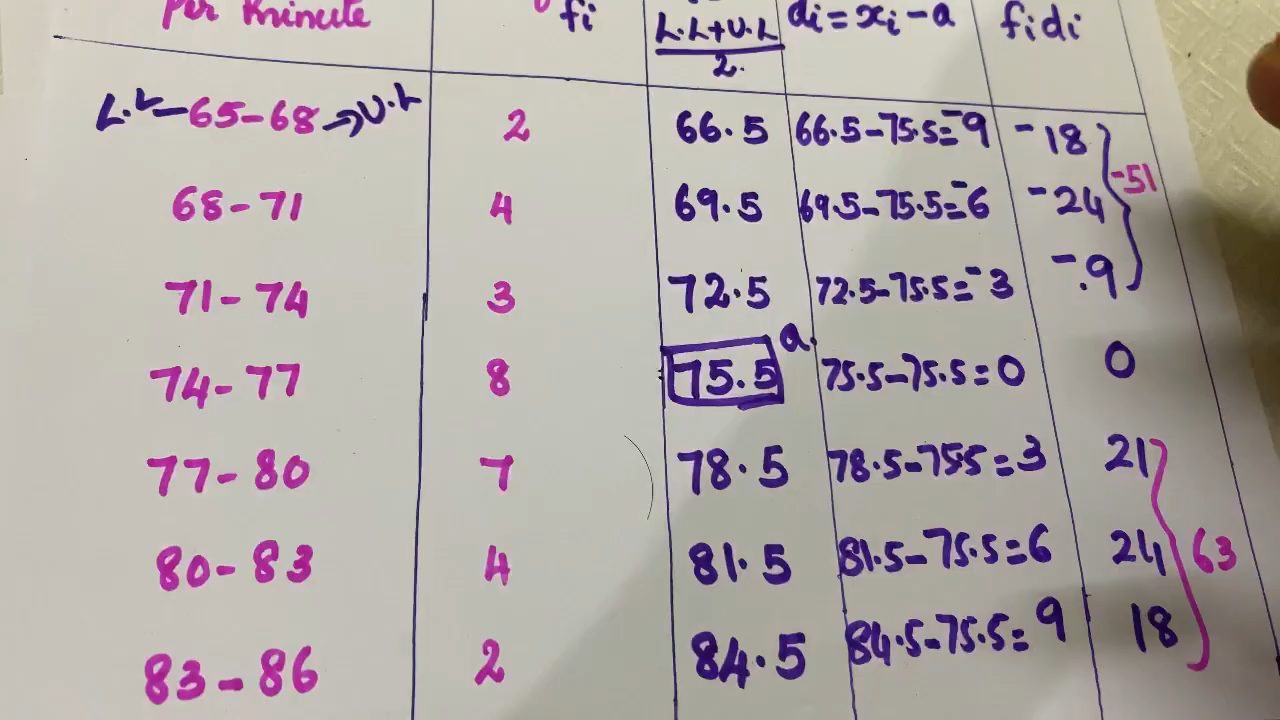 per minute fi L.L+U.L di = xi - a fidi
2.
L.L - 65-68 → U.L 2 66.5 66.5-75.5=-9 -18
-51
68-71 4 69.5 69.5-75.5=-6 -24
71-74 3 72.5 72.5-75.5=-3 -9
a.
74-77 8 75.5 75.5-75.5=0 0
77-80 7 78.5 78.5-75.5=3 21
80-83 4 81.5 81.5-75.5=6 24 63
83-86 2 84.5 84.5-75.5=9 18